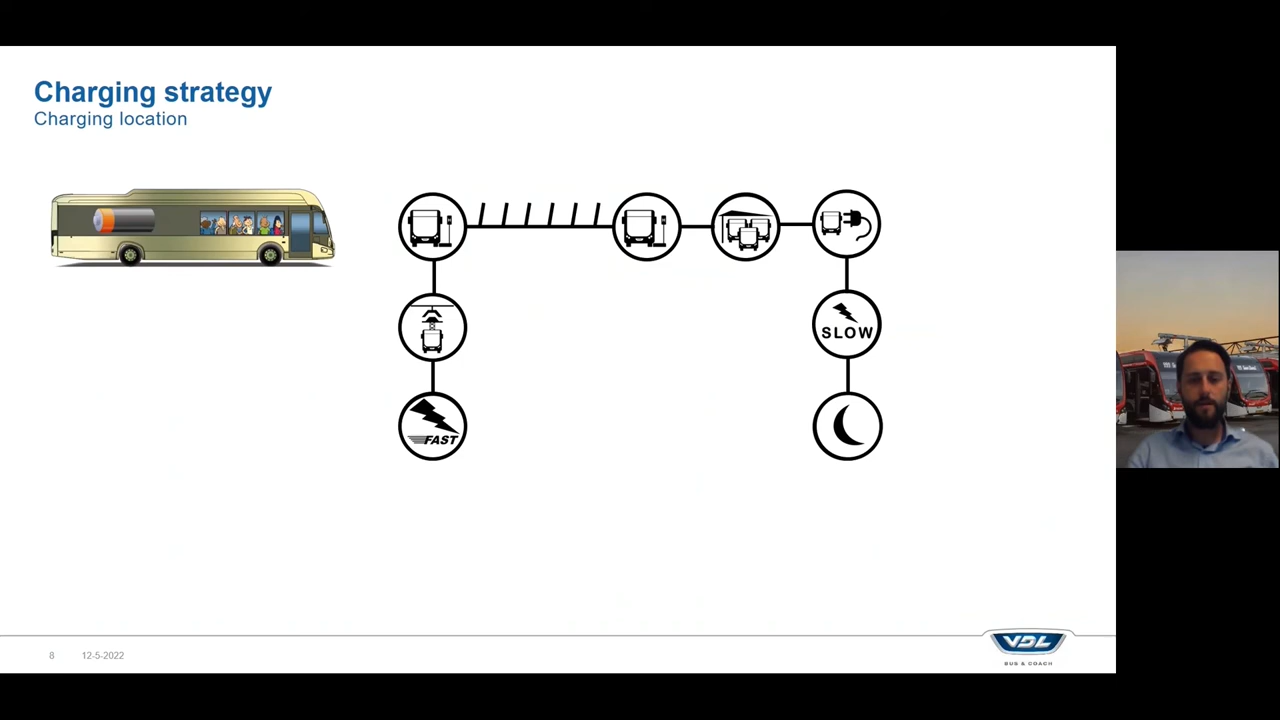 Charging strategy
Charging location
SLOW
FAST
8
12-5-2022
VDL
BUS & COACH